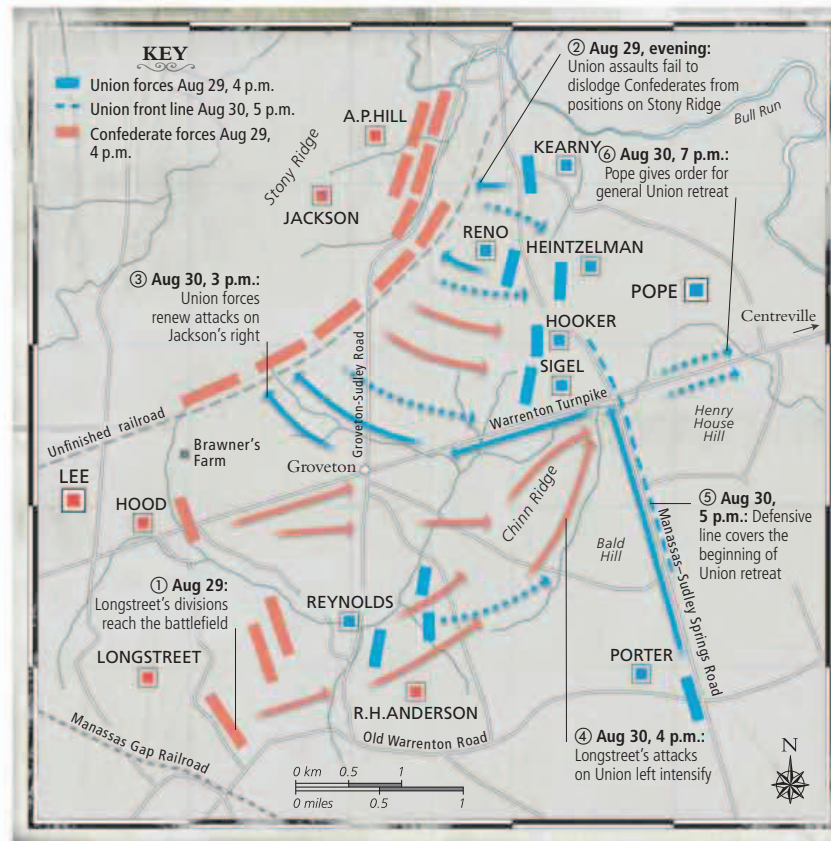 KEY
Union forces Aug 29, 4 p.m.
Union front line Aug 30, 5 p.m.
Confederate forces Aug 29,
4 p.m.
② Aug 29, evening:
Union assaults fail to
dislodge Confederates from
positions on Stony Ridge
Bull Run
A.P.HILL
Stony Ridge
JACKSON
KEARNY
⑥ Aug 30, 7 p.m.:
Pope gives order for
general Union retreat
RENO
HEINTZELMAN
③ Aug 30, 3 p.m.:
Union forces
renew attacks on
Jackson's right
POPE
Centreville
HOOKER
SIGEL
Groveton-Sudley Road
Warrenton Turnpike
Henry
House
Hill
Unfinished railroad
Brawner's
Farm
Groveton
LEE
HOOD
Chinn Ridge
⑤ Aug 30,
5 p.m.: Defensive
line covers the
beginning of
Union retreat
Bald
Hill
Manassas–Sudley Springs Road
① Aug 29:
Longstreet's divisions
reach the battlefield
REYNOLDS
LONGSTREET
PORTER
R.H.ANDERSON
Old Warrenton Road
Manassas Gap Railroad
④ Aug 30, 4 p.m.:
Longstreet's attacks
on Union left intensify
N
0 km 0.5 1
0 miles 0.5 1